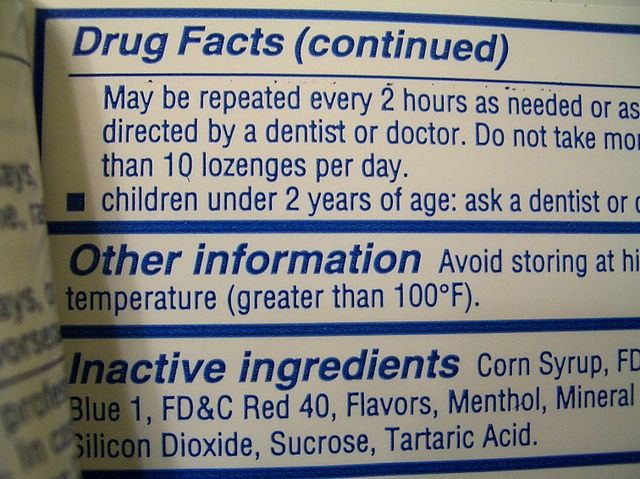 Drug Facts (continued)
May be repeated every 2 hours as needed or as
directed by a dentist or doctor. Do not take
than 10 lozenges per day.
children under 2 years of age: ask a dentist or
Other information Avoid storing at
temperature (greater than 100°F).
Inactive ingredients Corn Syrup,
Blue 1, FD&C Red 40, Flavors, Menthol, Mineral
Silicon Dioxide, Sucrose, Tartaric Acid.